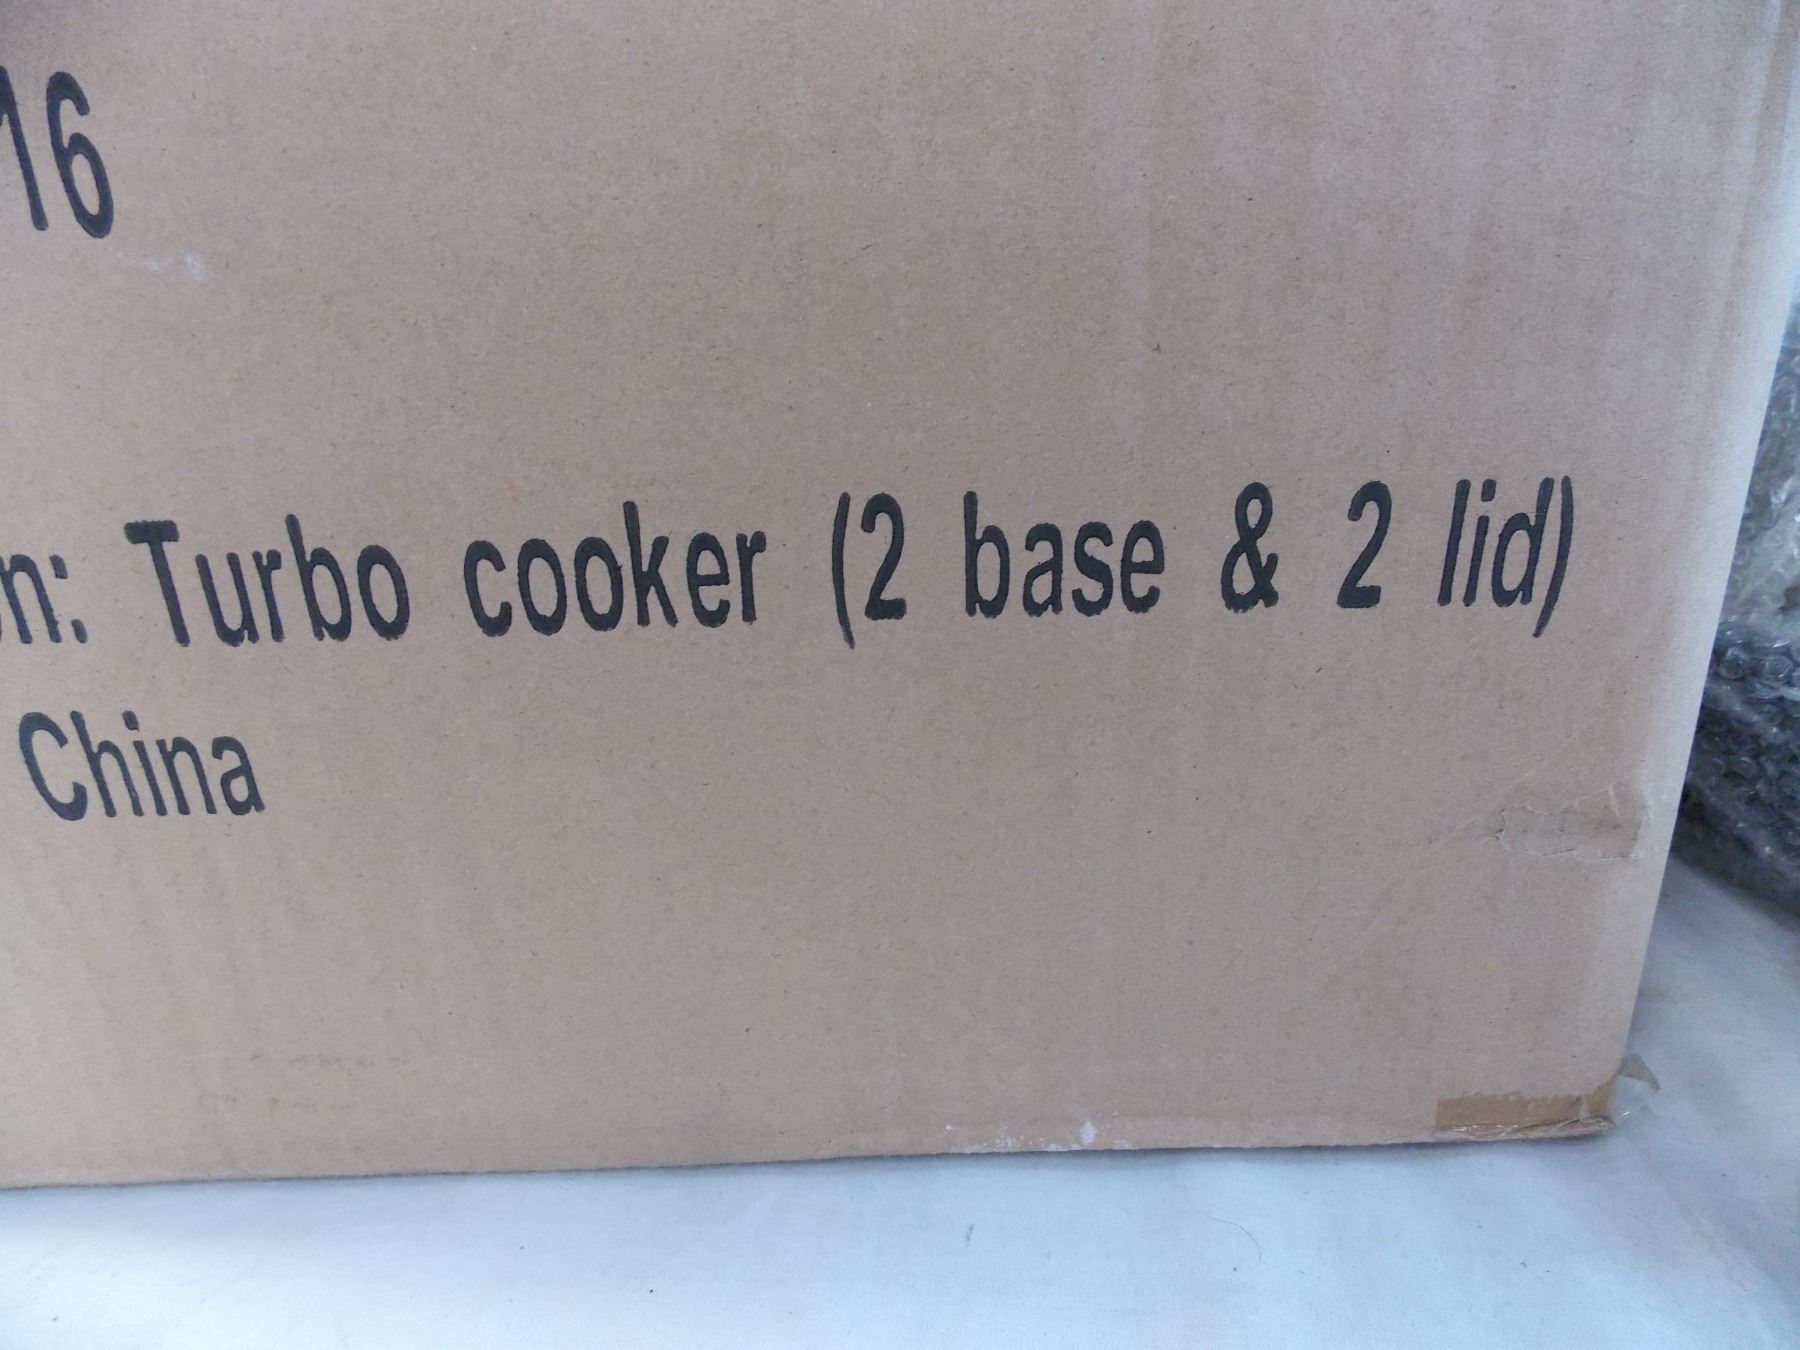 16
n: Turbo cooker (2 base & 2 lid)
China